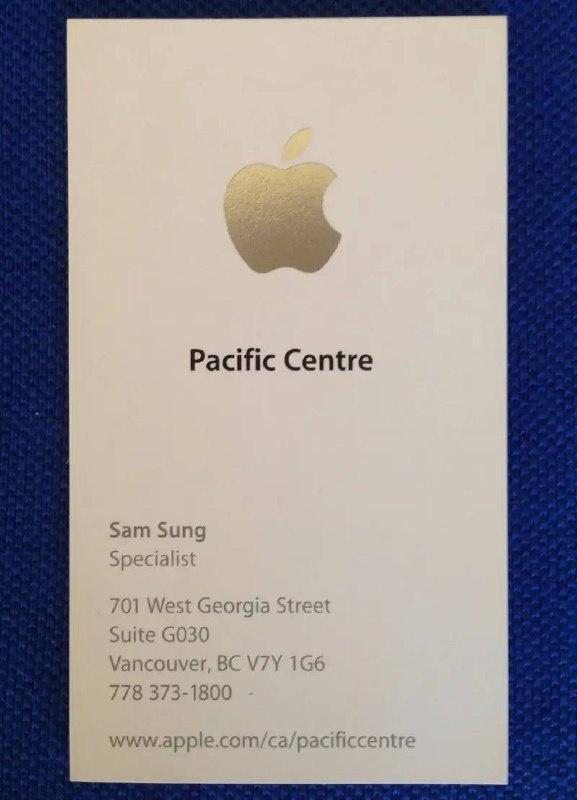 Pacific Centre
Sam Sung
Specialist
701 West Georgia Street
Suite G030
Vancouver, BC V7Y 1G6
778 373-1800
www.apple.com/ca/pacificcentre